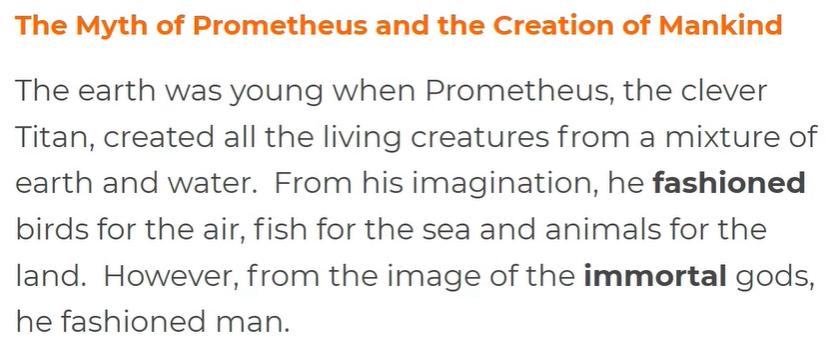 The Myth of Prometheus and the Creation of Mankind
The earth was young when Prometheus, the clever
Titan, created all the living creatures from a mixture of
earth and water.  From his imagination, he fashioned
birds for the air, fish for the sea and animals for the
land.  However, from the image of the immortal gods,
he fashioned man.